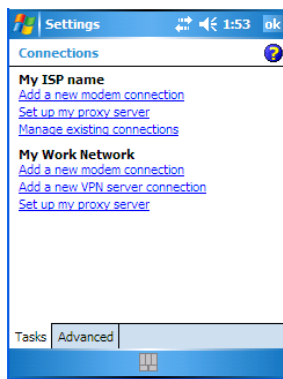 Settings 1:53 ok
Connections ?
My ISP name
Add a new modem connection
Set up my proxy server
Manage existing connections
My Work Network
Add a new modem connection
Add a new VPN server connection
Set up my proxy server
Tasks Advanced